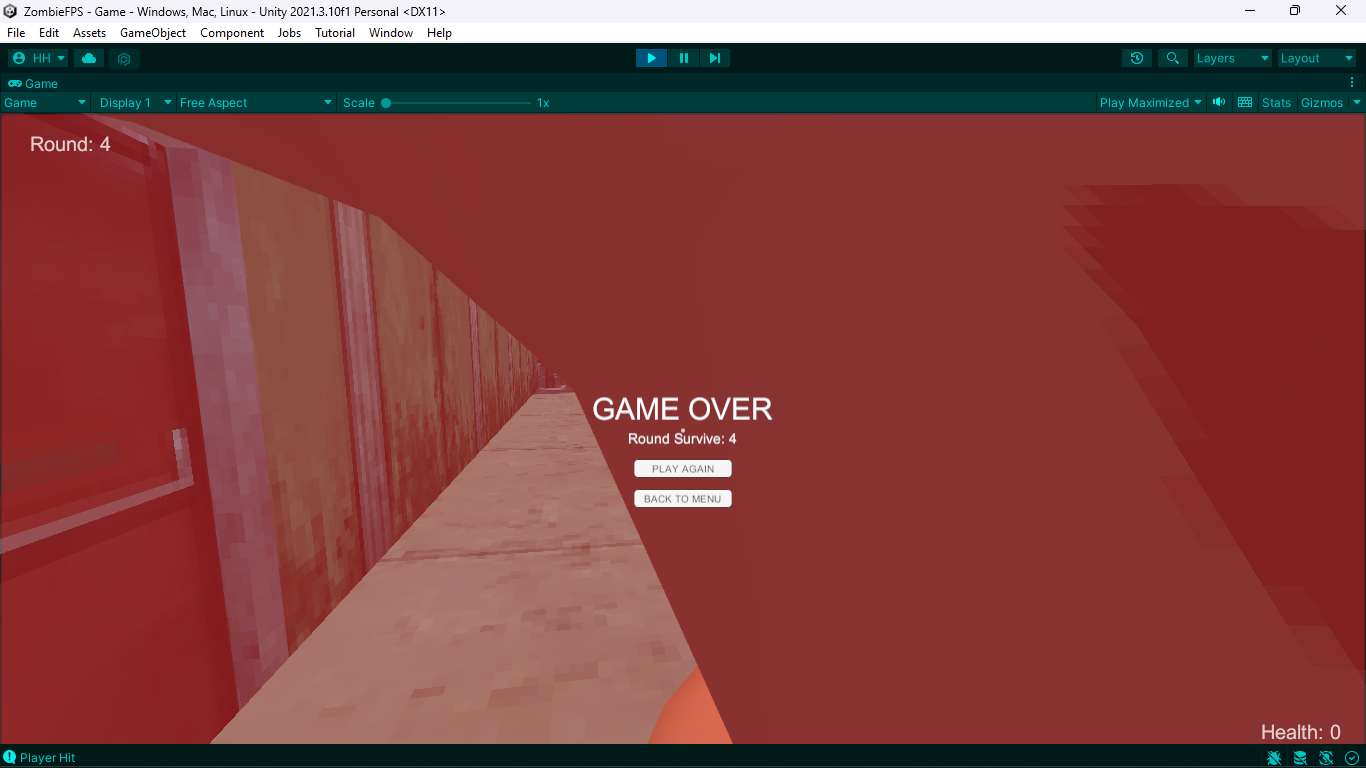 ZombieFPS - Game - Windows, Mac, Linux - Unity 2021.3.10f1 Personal <DX11>
File Edit Assets GameObject Component Jobs Tutorial Window Help
HH Layers Layout
Game
Game Display 1 Free Aspect Scale 1x Play Maximized Stats Gizmos
Round: 4
GAME OVER
Round Survive: 4
PLAY AGAIN
BACK TO MENU
Health: 0
Player Hit